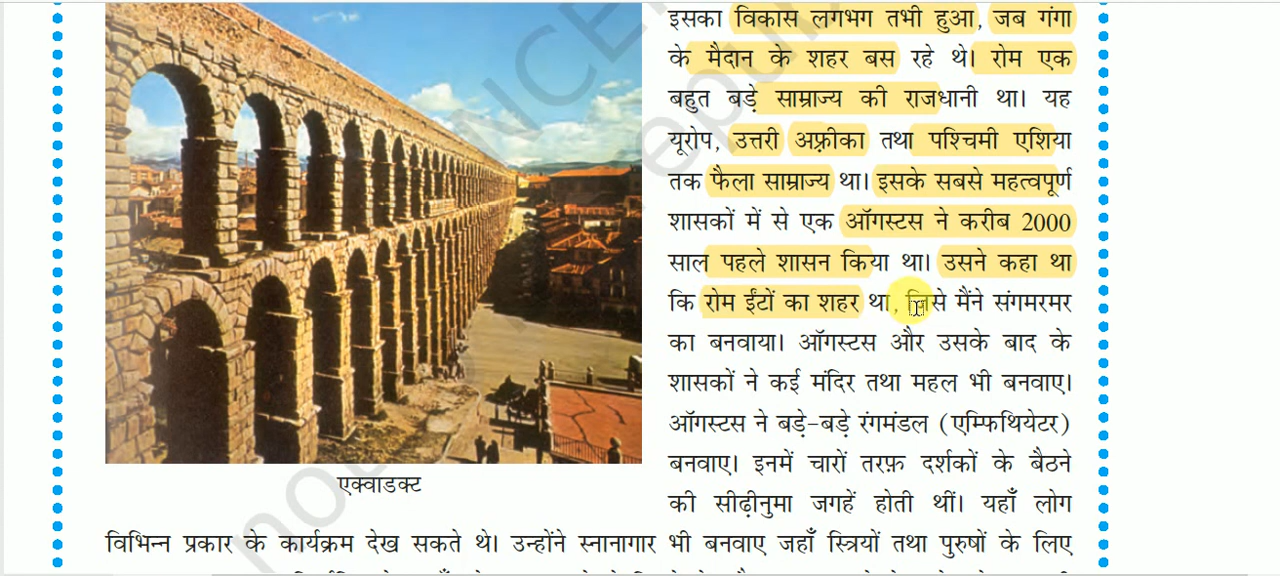 इसका विकास लगभग तभी हुआ, जब गंगा
के मैदान के शहर बस रहे थे। रोम एक
बहुत बड़े साम्राज्य की राजधानी था। यह
यूरोप, उत्तरी अफ़्रीका तथा पश्चिमी एशिया
तक फैला साम्राज्य था। इसके सबसे महत्वपूर्ण
शासकों में से एक ऑगस्टस ने करीब 2000
साल पहले शासन किया था। उसने कहा था
कि रोम ईंटों का शहर था, जिसे मैंने संगमरमर
का बनवाया। ऑगस्टस और उसके बाद के
शासकों ने कई मंदिर तथा महल भी बनवाए।
ऑगस्टस ने बड़े-बड़े रंगमंडल (एम्फिथियेटर)
बनवाए। इनमें चारों तरफ़ दर्शकों के बैठने
की सीढ़ीनुमा जगहें होती थीं। यहाँ लोग
एक्वाडक्ट
विभिन्न प्रकार के कार्यक्रम देख सकते थे। उन्होंने स्नानागार भी बनवाए जहाँ स्त्रियों तथा पुरुषों के लिए